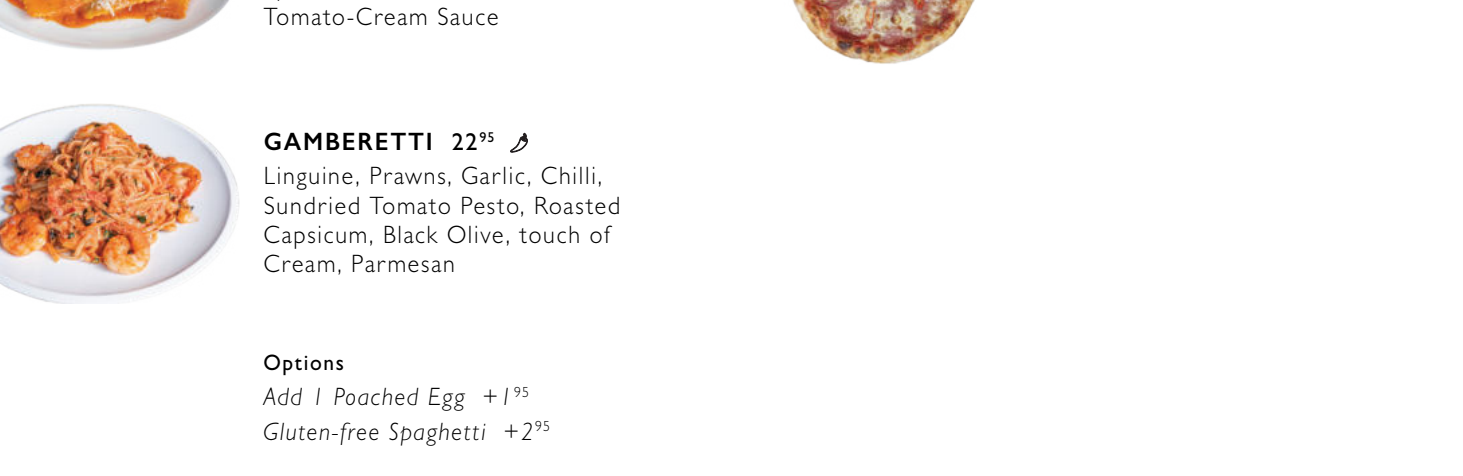 Tomato-Cream Sauce
GAMBERETTI 22⁹⁵
Linguine, Prawns, Garlic, Chilli,
Sundried Tomato Pesto, Roasted
Capsicum, Black Olive, touch of
Cream, Parmesan
Options
Add 1 Poached Egg +1⁹⁵
Gluten-free Spaghetti +2⁹⁵